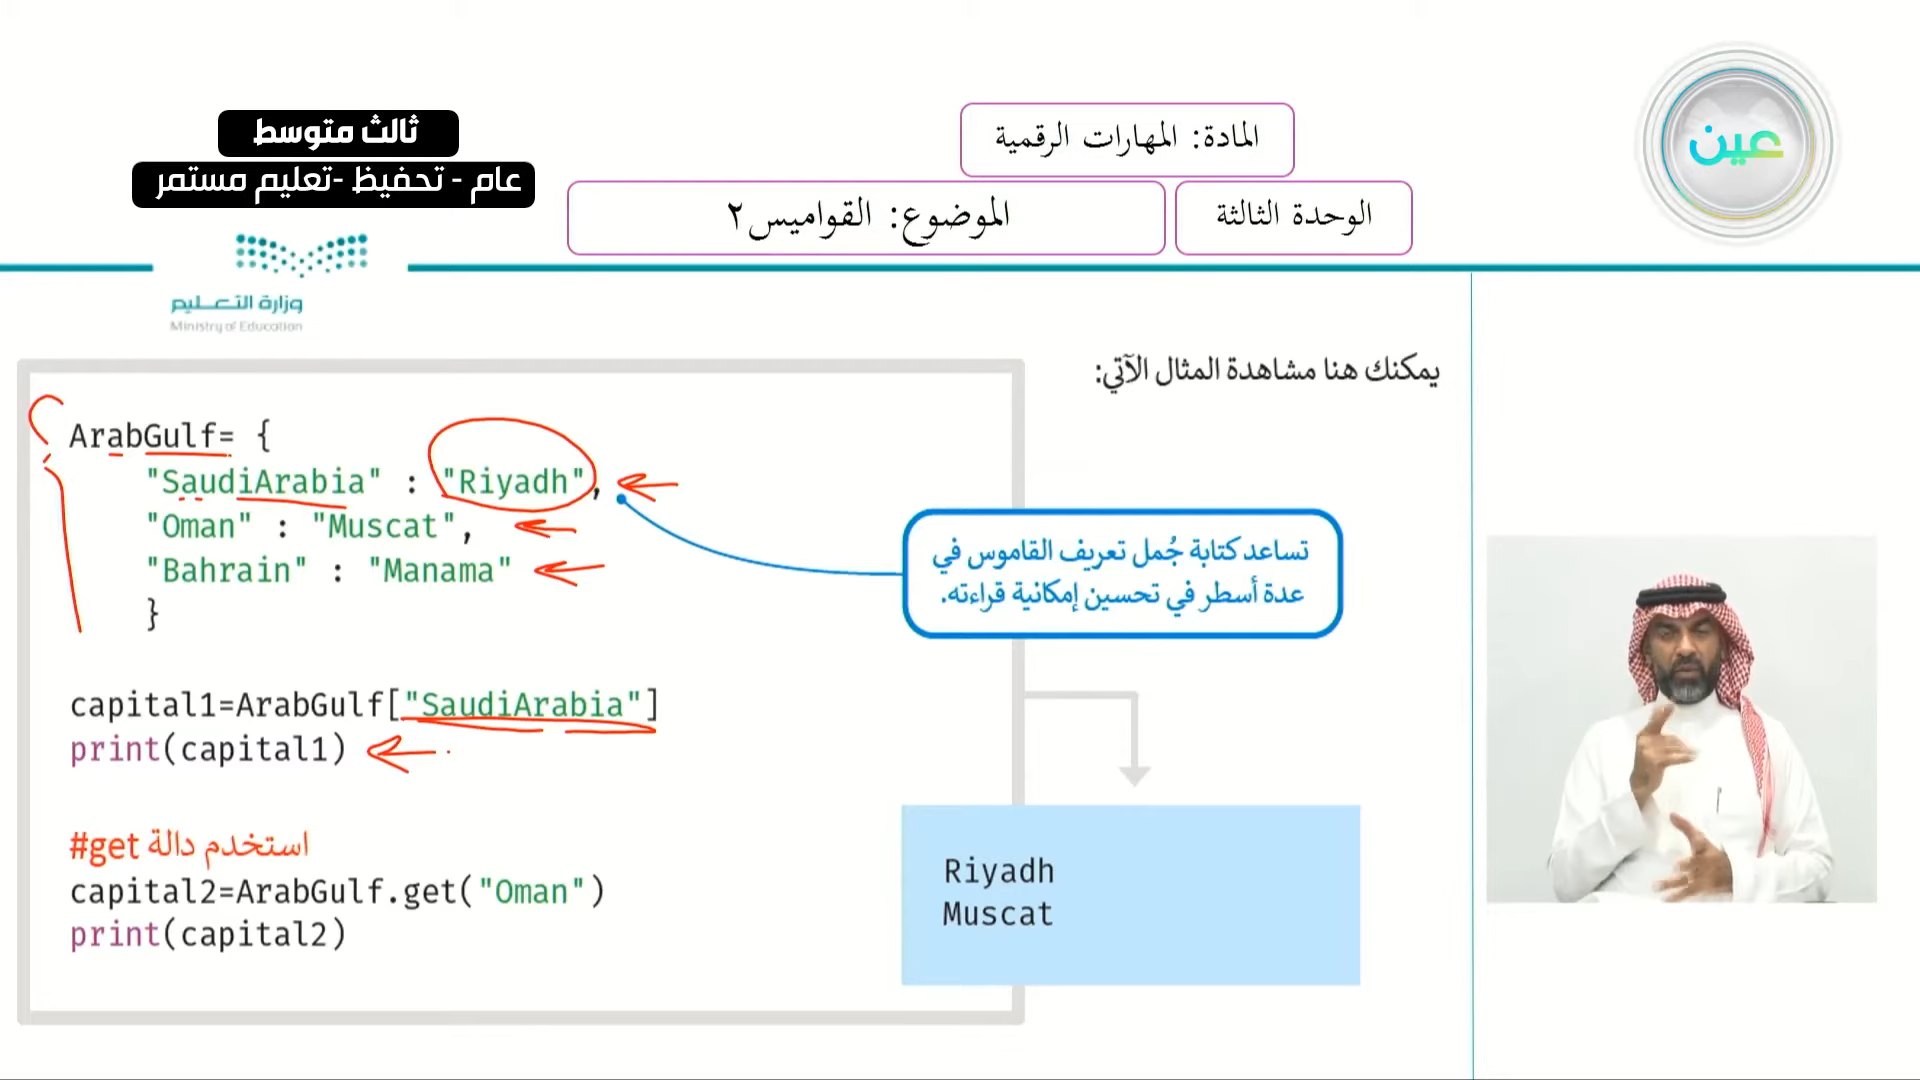 ثالث متوسط
عام - تحفيظ -تعليم مستمر
المادة: المهارات الرقمية
الوحدة الثالثة
الموضوع: القواميس٢
عين
وزارة التعـــليم
Ministry of Education
يمكنك هنا مشاهدة المثال الآتي:
ArabGulf= {
"SaudiArabia" : "Riyadh",
"Oman" : "Muscat",
"Bahrain" : "Manama"
}
تساعد كتابة جُمل تعريف القاموس في
عدة أسطر في تحسين إمكانية قراءته.
capital1=ArabGulf["SaudiArabia"]
print(capital1)
#get استخدم دالة
capital2=ArabGulf.get("Oman")
print(capital2)
Riyadh
Muscat